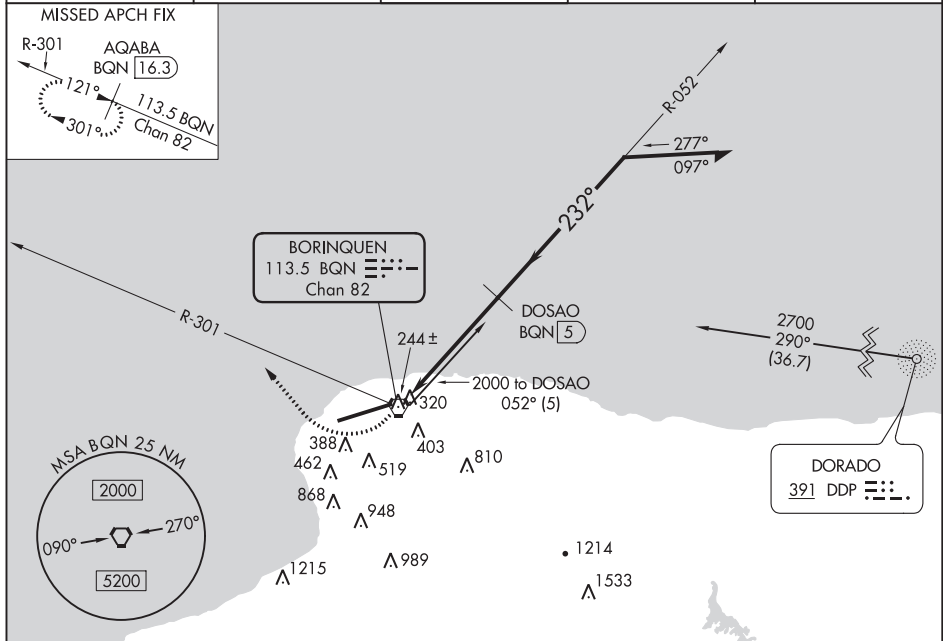 MISSED APCH FIX
R-301
AQABA
BQN 16.3
121°
301°
113.5 BQN
Chan 82
R-052
277°
097°
232°
BORINQUEN
113.5 BQN
Chan 82
R-301
DOSAO
BQN 5
2700
290°
(36.7)
244±
2000 to DOSAO
052° (5)
320
388
403
462
519
810
868
948
989
1215
1214
1533
DORADO
391 DDP
MSA BQN 25 NM
2000
090°
270°
5200